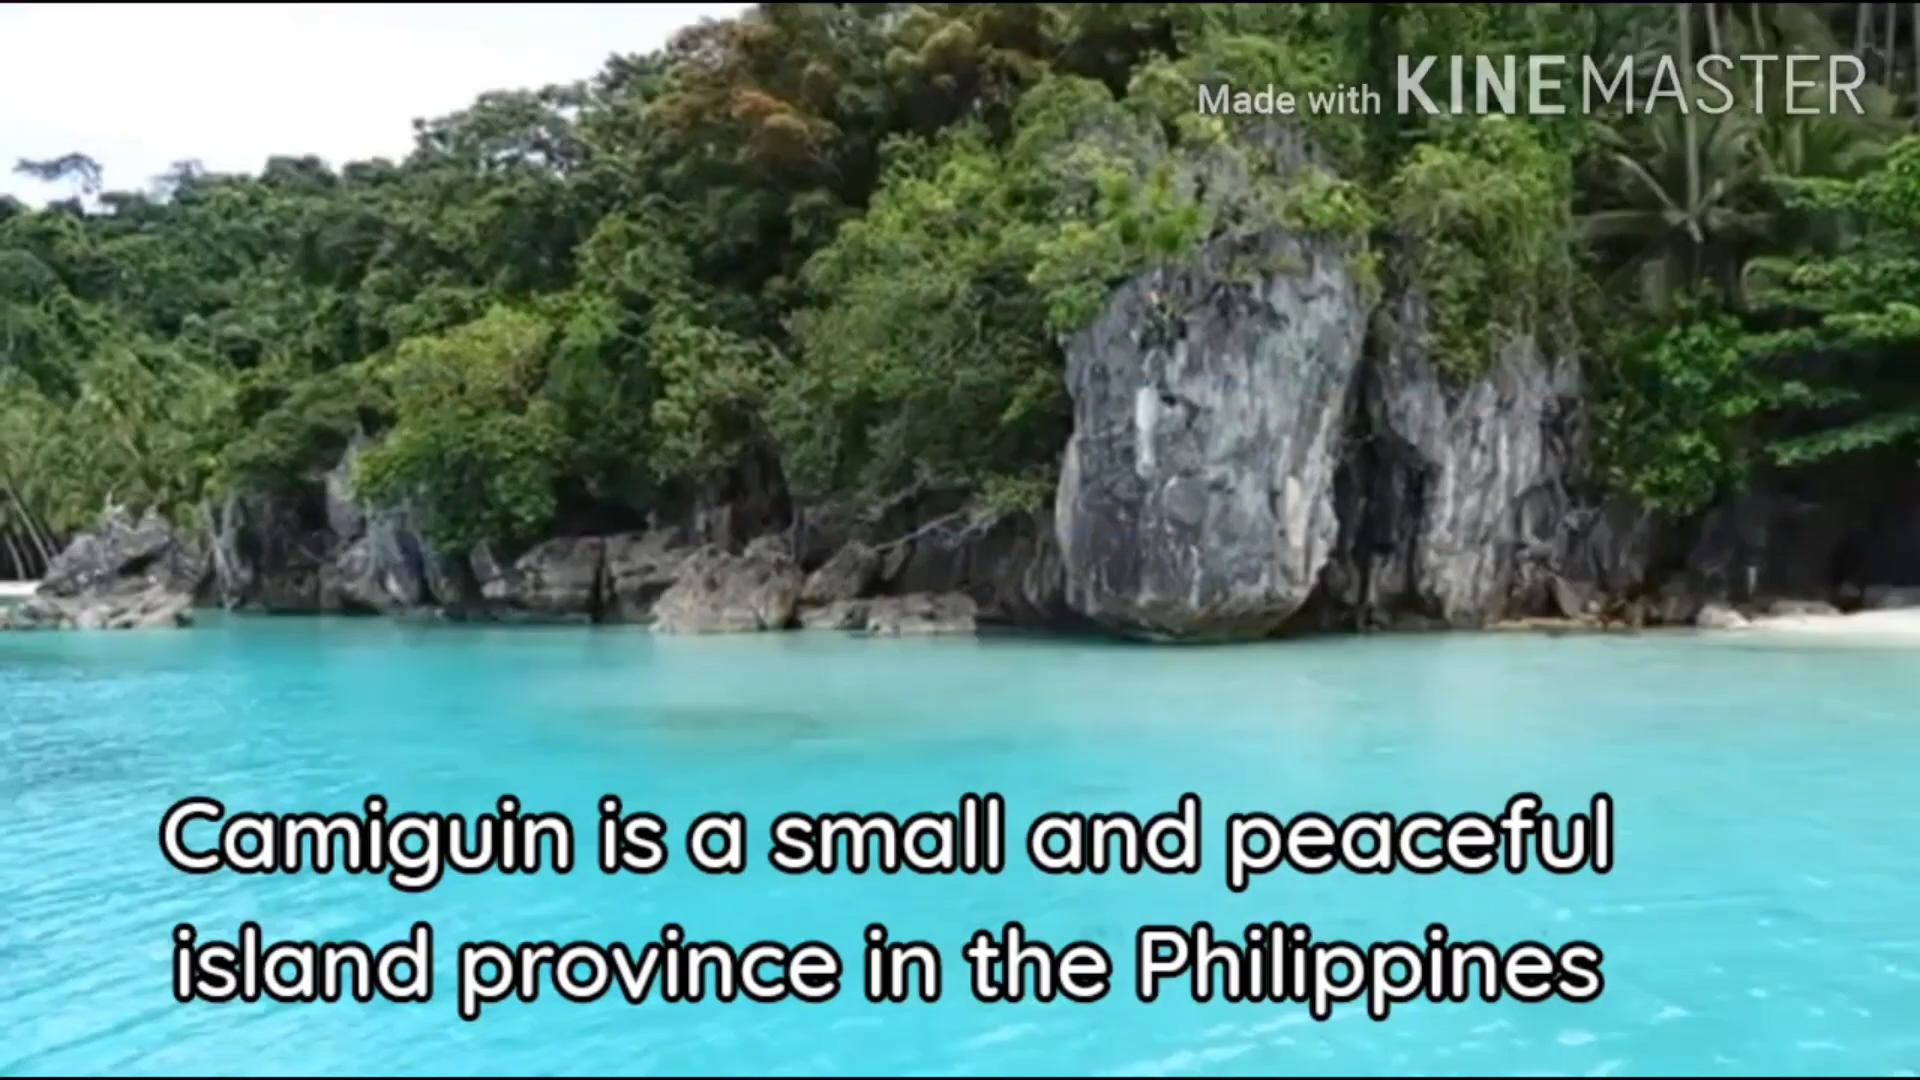 Made with KINEMASTER
Camiguin is a small and peaceful
island province in the Philippines